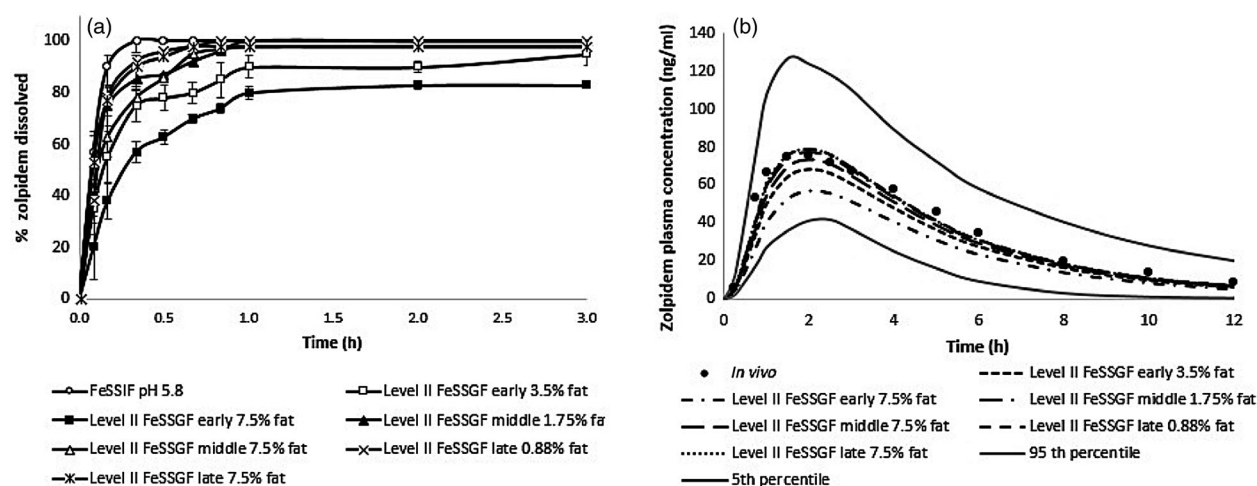 (a)
% zolpidem dissolved
100
80
60
40
20
0
0.0 0.5 1.0 2.0 3.0
Time (h)
FeSSIF pH 5.8
Level II FeSSGF early 3.5% fat
Level II FeSSGF early 7.5% fat
Level II FeSSGF middle 1.75% fat
Level II FeSSGF middle 7.5% fat
Level II FeSSGF late 0.88% fat
Level II FeSSGF late 7.5% fat
(b)
Zolpidem plasma concentration (ng/ml)
140
120
100
80
60
40
20
0
0 2 4 6 8 10 12
Time (h)
In vivo
Level II FeSSGF early 3.5% fat
Level II FeSSGF early 7.5% fat
Level II FeSSGF middle 1.75% fat
Level II FeSSGF middle 7.5% fat
Level II FeSSGF late 0.88% fat
Level II FeSSGF late 7.5% fat
95 th percentile
5th percentile